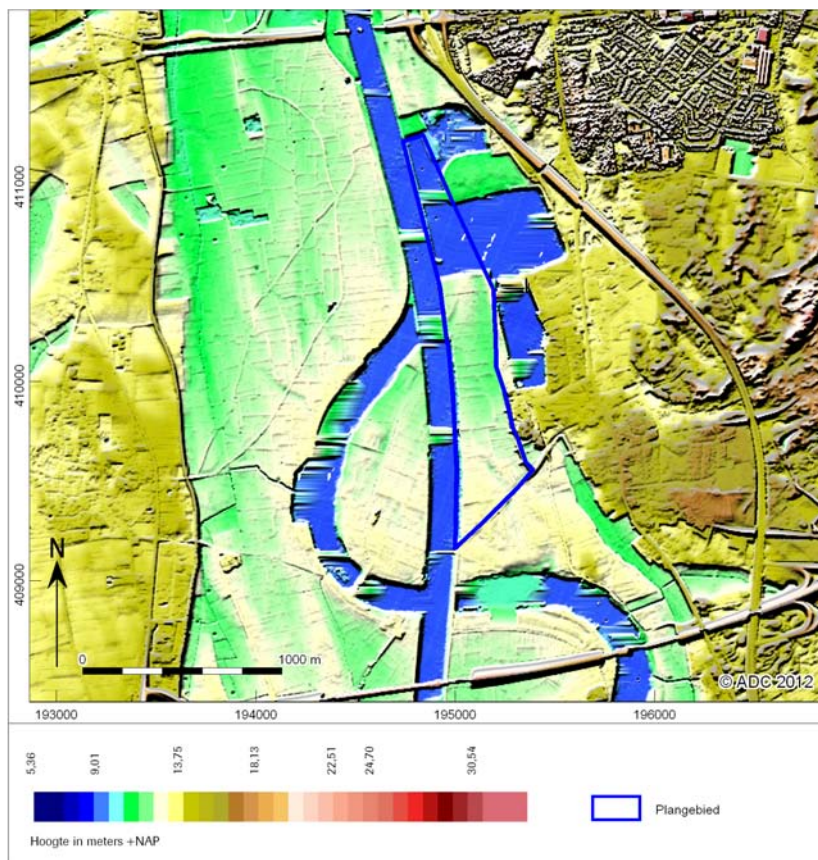 411000
410000
409000
N
0 1000 m
© ADC 2012
193000 194000 195000 196000
5,36 9,01 13,75 18,13 22,51 24,70 30,54
Plangebied
Hoogte in meters +NAP